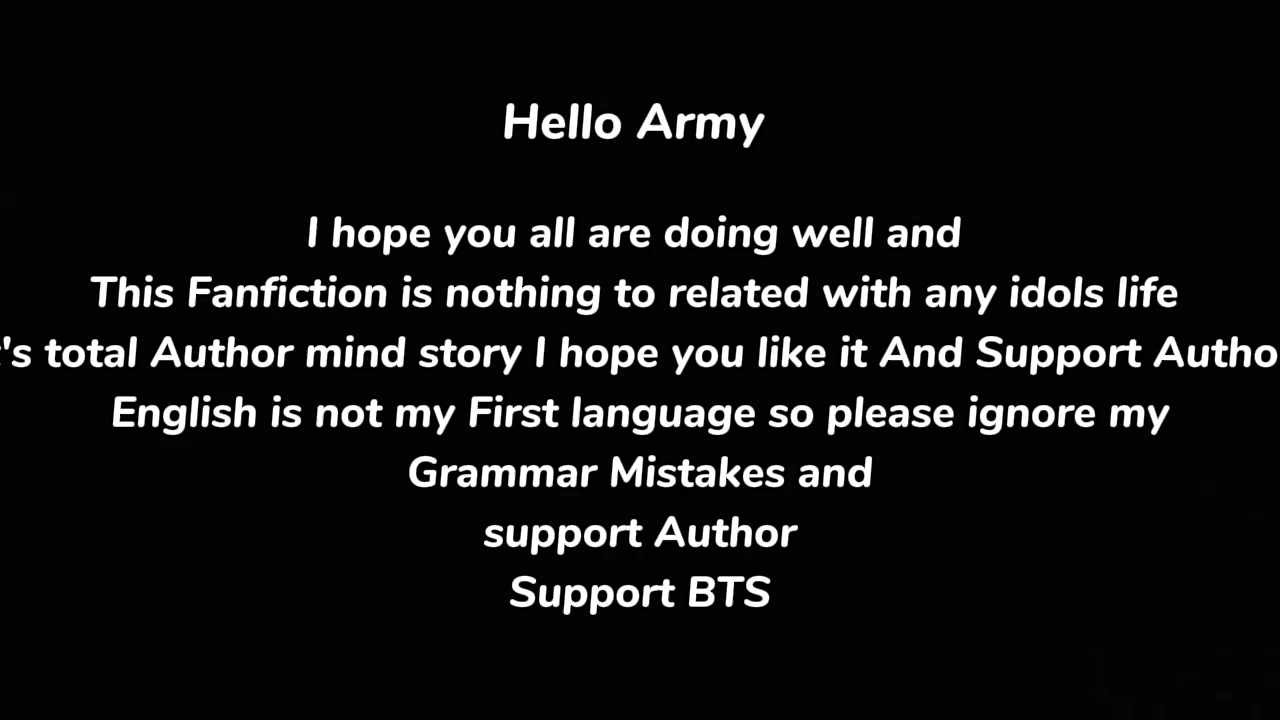 Hello Army
I hope you all are doing well and
This Fanfiction is nothing to related with any idols life
's total Author mind story I hope you like it And Support Autho
English is not my First language so please ignore my
Grammar Mistakes and
support Author
Support BTS